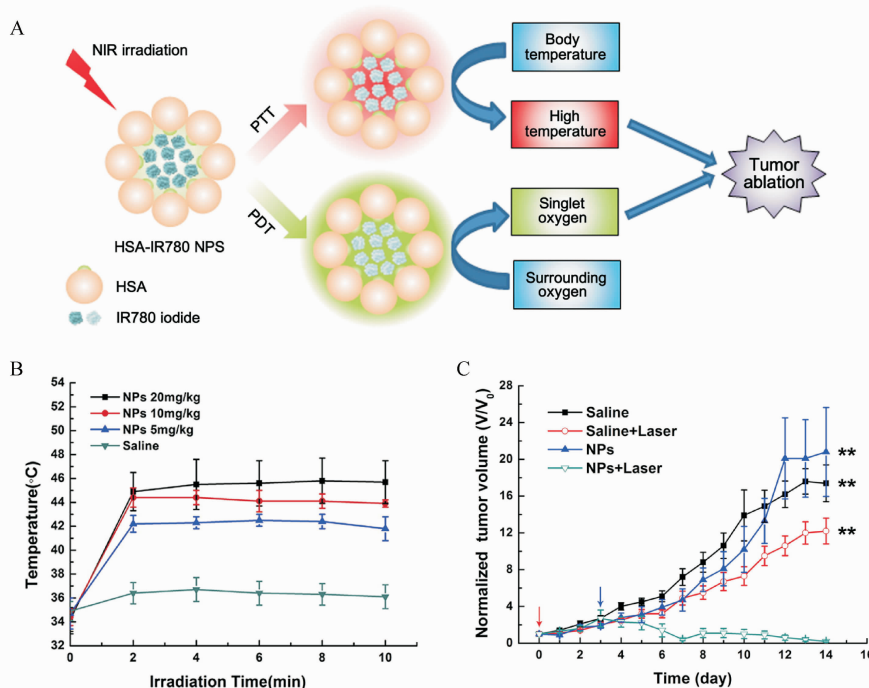 A
NIR irradiation
HSA-IR780 NPS
HSA
IR780 iodide
PTT
PDT
Body
temperature
High
temperature
Singlet
oxygen
Surrounding
oxygen
Tumor
ablation
B
54
52
50
48
46
44
42
40
38
36
34
32
Temperature(°C)
NPs 20mg/kg
NPs 10mg/kg
NPs 5mg/kg
Saline
0 2 4 6 8 10
Irradiation Time(min)
C
28
24
20
16
12
8
4
0
Normalized tumor volume (V/V0)
Saline
Saline+Laser
NPs
NPs+Laser
**
**
**
0 2 4 6 8 10 12 14 16
Time (day)